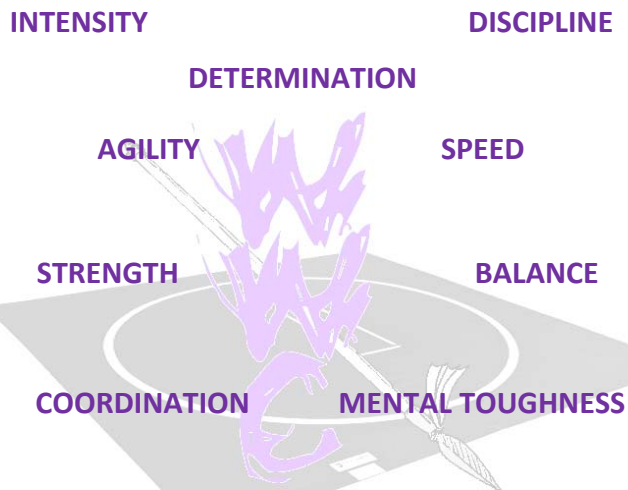 INTENSITY DISCIPLINE
DETERMINATION
AGILITY SPEED
W
STRENGTH BALANCE
W
COORDINATION MENTAL TOUGHNESS
C